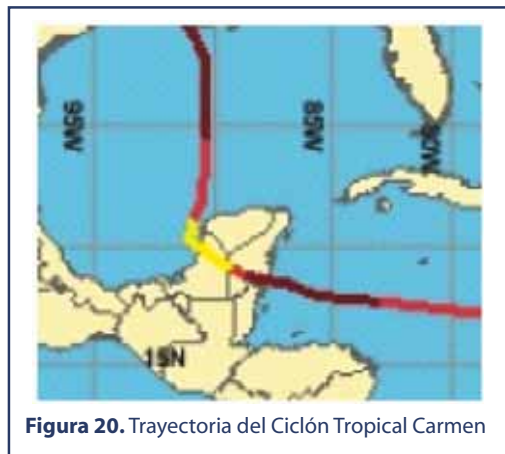 95W
85W
80W
15N
Figura 20. Trayectoria del Ciclón Tropical Carmen